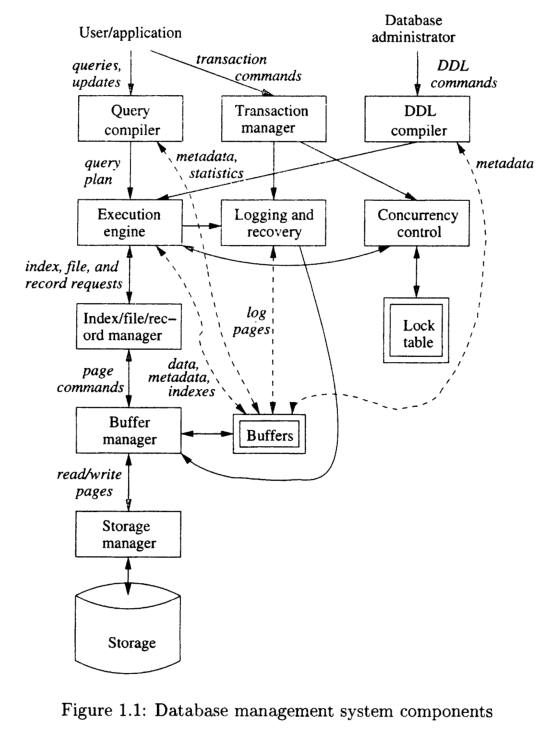 User/application
Database
administrator
queries,
updates
transaction
commands
DDL
commands
Query
compiler
Transaction
manager
DDL
compiler
query
plan
metadata,
statistics
metadata
Execution
engine
Logging and
recovery
Concurrency
control
index, file, and
record requests
log
pages
Index/file/rec–
ord manager
Lock
table
page
commands
data,
metadata,
indexes
Buffer
manager
Buffers
read/write
pages
Storage
manager
Storage
Figure 1.1: Database management system components